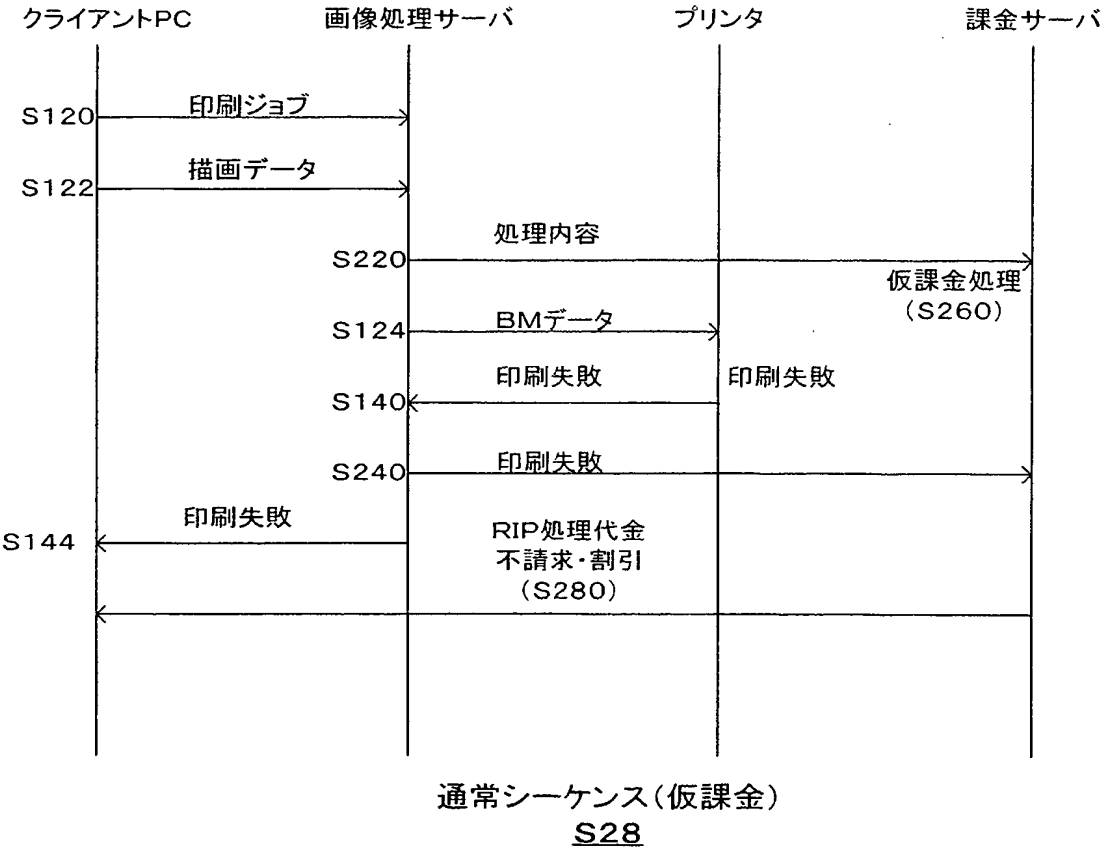 クライアントPC
画像処理サーバ
プリンタ
課金サーバ
印刷ジョブ
S120
描画データ
S122
処理内容
S220
仮課金処理
(S260)
BMデータ
S124
印刷失敗
印刷失敗
S140
印刷失敗
S240
印刷失敗
S144
RIP処理代金
不請求・割引
(S280)
通常シーケンス(仮課金)
S28